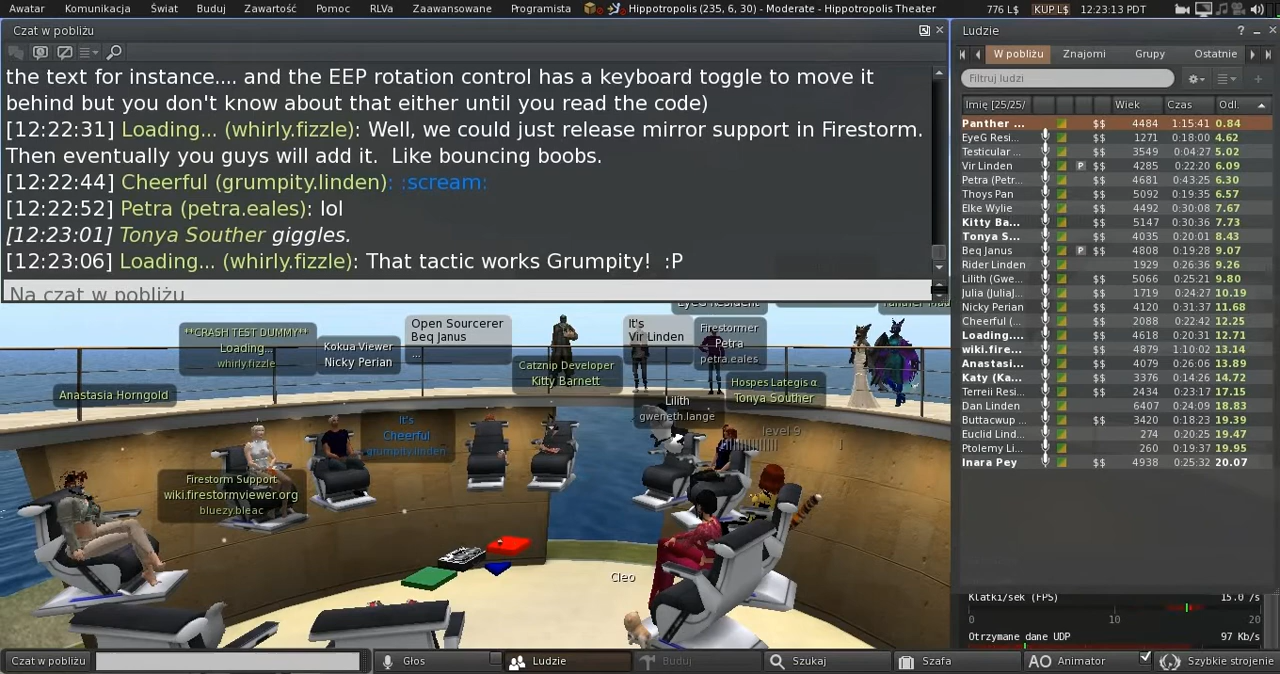 Awatar Komunikacja Świat Buduj Zawartość Pomoc RLVa Zaawansowane Programista Hippotropolis (235, 6, 30) - Moderate - Hippotropolis Theater 776 L$ KUP L$ 12:23:13 PDT
Czat w pobliżu
the text for instance.... and the EEP rotation control has a keyboard toggle to move it
behind but you don't know about that either until you read the code)
[12:22:31] Loading... (whirly.fizzle): Well, we could just release mirror support in Firestorm.
Then eventually you guys will add it. Like bouncing boobs.
[12:22:44] Cheerful (grumpity.linden): :scream:
[12:22:52] Petra (petra.eales): lol
[12:23:01] Tonya Souther giggles.
[12:23:06] Loading... (whirly.fizzle): That tactic works Grumpity! :P
Na czat w pobliżu
**CRASH TEST DUMMY**
Loading...
whirly.fizzle
Kokua Viewer
Nicky Perian
Open Sourcerer
Beq Janus
...
It's
Vir Linden
Firestormer
Petra
petra.eales
Catznip Developer
Kitty Barnett
Hospes Lategis α
Tonya Souther
Anastasia Horngold
Lilith
gweneth.lange
It's
Cheerful
grumpity.linden
level 9
Firestorm Support
wiki.firestormviewer.org
bluezy.bleac
Cleo
Ludzie
W pobliżu Znajomi Grupy Ostatnie
Filtruj ludzi
Imię [25/25/ Wiek Czas Odl.
Panther ... $$ 4484 1:15:41 0.84
EyeG Resi... $$ 1271 0:18:00 4.62
Testicular ... $$ 3549 0:04:27 5.02
Vir Linden P $$ 4285 0:22:20 6.09
Petra (Petr... $$ 4681 0:43:25 6.30
Thoys Pan $$ 5092 0:19:35 6.57
Elke Wylie $$ 4492 0:30:08 7.67
Kitty Ba... $$ 5147 0:30:36 7.73
Tonya S... $$ 4035 0:20:01 8.43
Beq Janus P $$ 4808 0:19:28 9.07
Rider Linden 1929 0:26:36 9.26
Lilith (Gwe... $$ 5066 0:25:21 9.80
Julia (JuliaJ... $$ 1719 0:24:27 10.19
Nicky Perian $$ 4120 0:31:37 11.68
Cheerful (... $$ 2088 0:22:42 12.25
Loading.... $$ 4618 0:20:31 12.71
wiki.fire... $$ 4879 1:10:02 13.14
Anastasi... $$ 4079 0:26:06 13.89
Katy (Ka... $$ 3376 0:14:26 14.72
Terreii Resi... $$ 2434 0:23:17 17.15
Dan Linden 6407 0:24:09 18.83
Buttacwup ... $$ 3420 0:18:23 19.39
Euclid Lind... 274 0:20:25 19.47
Ptolemy Li... 260 0:19:37 19.95
Inara Pey $$ 4938 0:25:32 20.07
Klatki/sek (FPS) 15.0 /s
0 10 20
Otrzymane dane UDP 97 Kb/s
Czat w pobliżu Głos Ludzie Buduj Szukaj Szafa AO Animator Szybkie strojenie